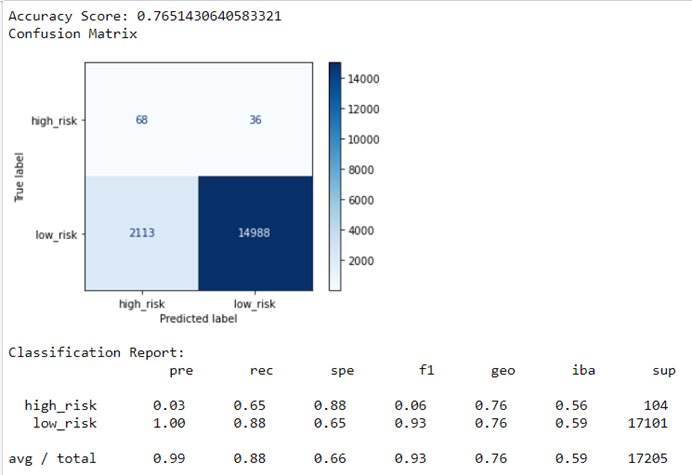 Accuracy Score: 0.7651430640583321
Confusion Matrix
14000
12000
10000
8000
6000
4000
2000
True label
high_risk 68 36
low_risk 2113 14988
high_risk low_risk
Predicted label
Classification Report:
pre rec spe f1 geo iba sup
high_risk 0.03 0.65 0.88 0.06 0.76 0.56 104
low_risk 1.00 0.88 0.65 0.93 0.76 0.59 17101
avg / total 0.99 0.88 0.66 0.93 0.76 0.59 17205